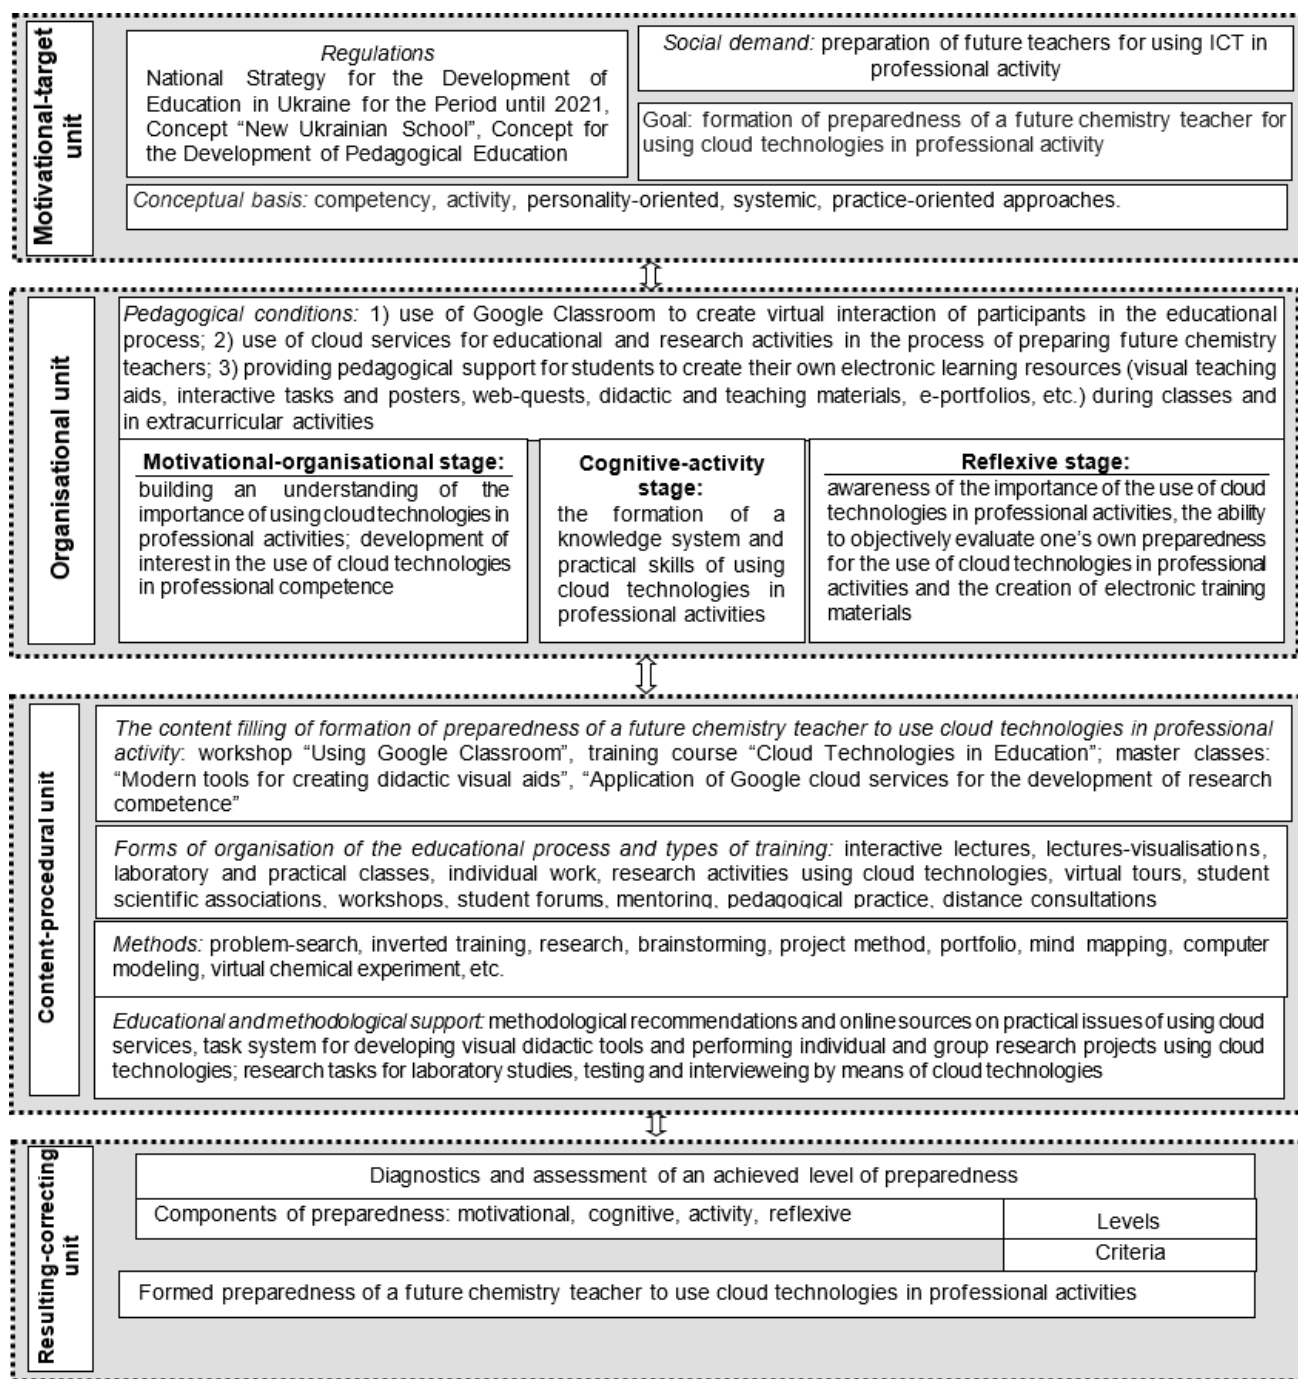 Motivational-target
unit
Regulations
National Strategy for the Development of
Education in Ukraine for the Period until 2021,
Concept “New Ukrainian School”, Concept for
the Development of Pedagogical Education
Social demand: preparation of future teachers for using ICT in
professional activity
Goal: formation of preparedness of a future chemistry teacher for
using cloud technologies in professional activity
Conceptual basis: competency, activity, personality-oriented, systemic, practice-oriented approaches.
Organisational unit
Pedagogical conditions: 1) use of Google Classroom to create virtual interaction of participants in the educational
process; 2) use of cloud services for educational and research activities in the process of preparing future chemistry
teachers; 3) providing pedagogical support for students to create their own electronic learning resources (visual teaching
aids, interactive tasks and posters, web-quests, didactic and teaching materials, e-portfolios, etc.) during classes and
in extracurricular activities
Motivational-organisational stage:
building an understanding of the
importance of using cloud technologies in
professional activities; development of
interest in the use of cloud technologies
in professional competence
Cognitive-activity
stage:
the formation of a
knowledge system and
practical skills of using
cloud technologies in
professional activities
Reflexive stage:
awareness of the importance of the use of cloud
technologies in professional activities, the ability
to objectively evaluate one’s own preparedness
for the use of cloud technologies in professional
activities and the creation of electronic training
materials
Content-procedural unit
The content filling of formation of preparedness of a future chemistry teacher to use cloud technologies in professional
activity: workshop “Using Google Classroom”, training course “Cloud Technologies in Education”; master classes:
“Modern tools for creating didactic visual aids”, “Application of Google cloud services for the development of research
competence”
Forms of organisation of the educational process and types of training: interactive lectures, lectures-visualisations,
laboratory and practical classes, individual work, research activities using cloud technologies, virtual tours, student
scientific associations, workshops, student forums, mentoring, pedagogical practice, distance consultations
Methods: problem-search, inverted training, research, brainstorming, project method, portfolio, mind mapping, computer
modeling, virtual chemical experiment, etc.
Educational and methodological support: methodological recommendations and online sources on practical issues of using cloud
services, task system for developing visual didactic tools and performing individual and group research projects using cloud
technologies; research tasks for laboratory studies, testing and intervieweing by means of cloud technologies
Resulting-correcting
unit
Diagnostics and assessment of an achieved level of preparedness
Components of preparedness: motivational, cognitive, activity, reflexive
Levels
Criteria
Formed preparedness of a future chemistry teacher to use cloud technologies in professional activities